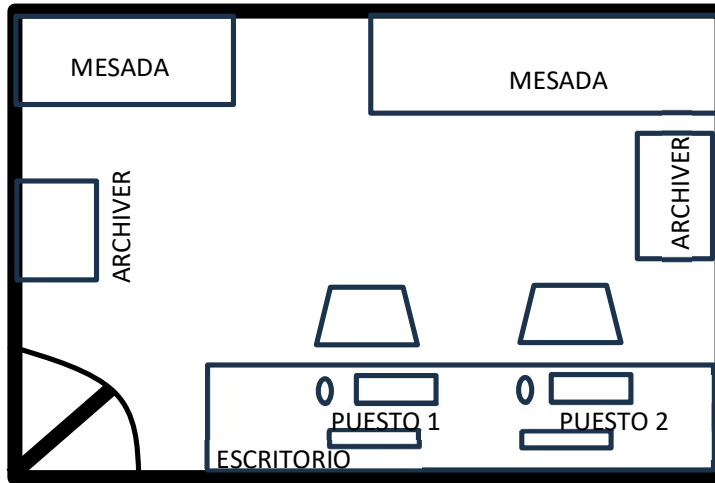 MESADA
MESADA
ARCHIVER
ARCHIVER
PUESTO 1
PUESTO 2
ESCRITORIO